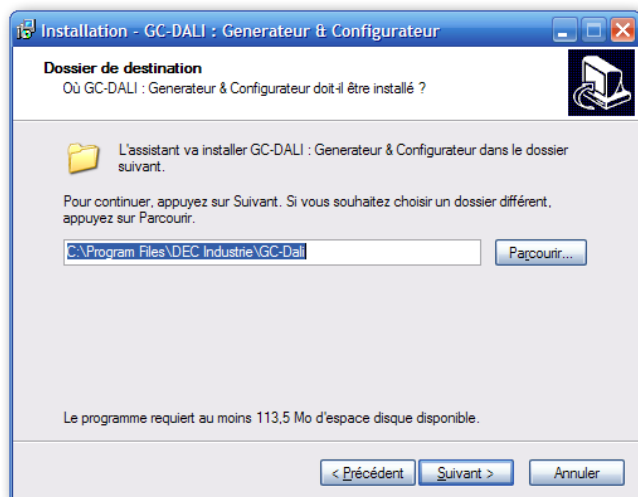 Installation - GC-DALI : Generateur & Configurateur
Dossier de destination
Où GC-DALI : Generateur & Configurateur doit-il être installé ?
L'assistant va installer GC-DALI : Generateur & Configurateur dans le dossier
suivant.
Pour continuer, appuyez sur Suivant. Si vous souhaitez choisir un dossier différent,
appuyez sur Parcourir.
C:\Program Files\DEC Industrie\GC-Dali
Parcourir...
Le programme requiert au moins 113,5 Mo d'espace disque disponible.
< Précédent
Suivant >
Annuler